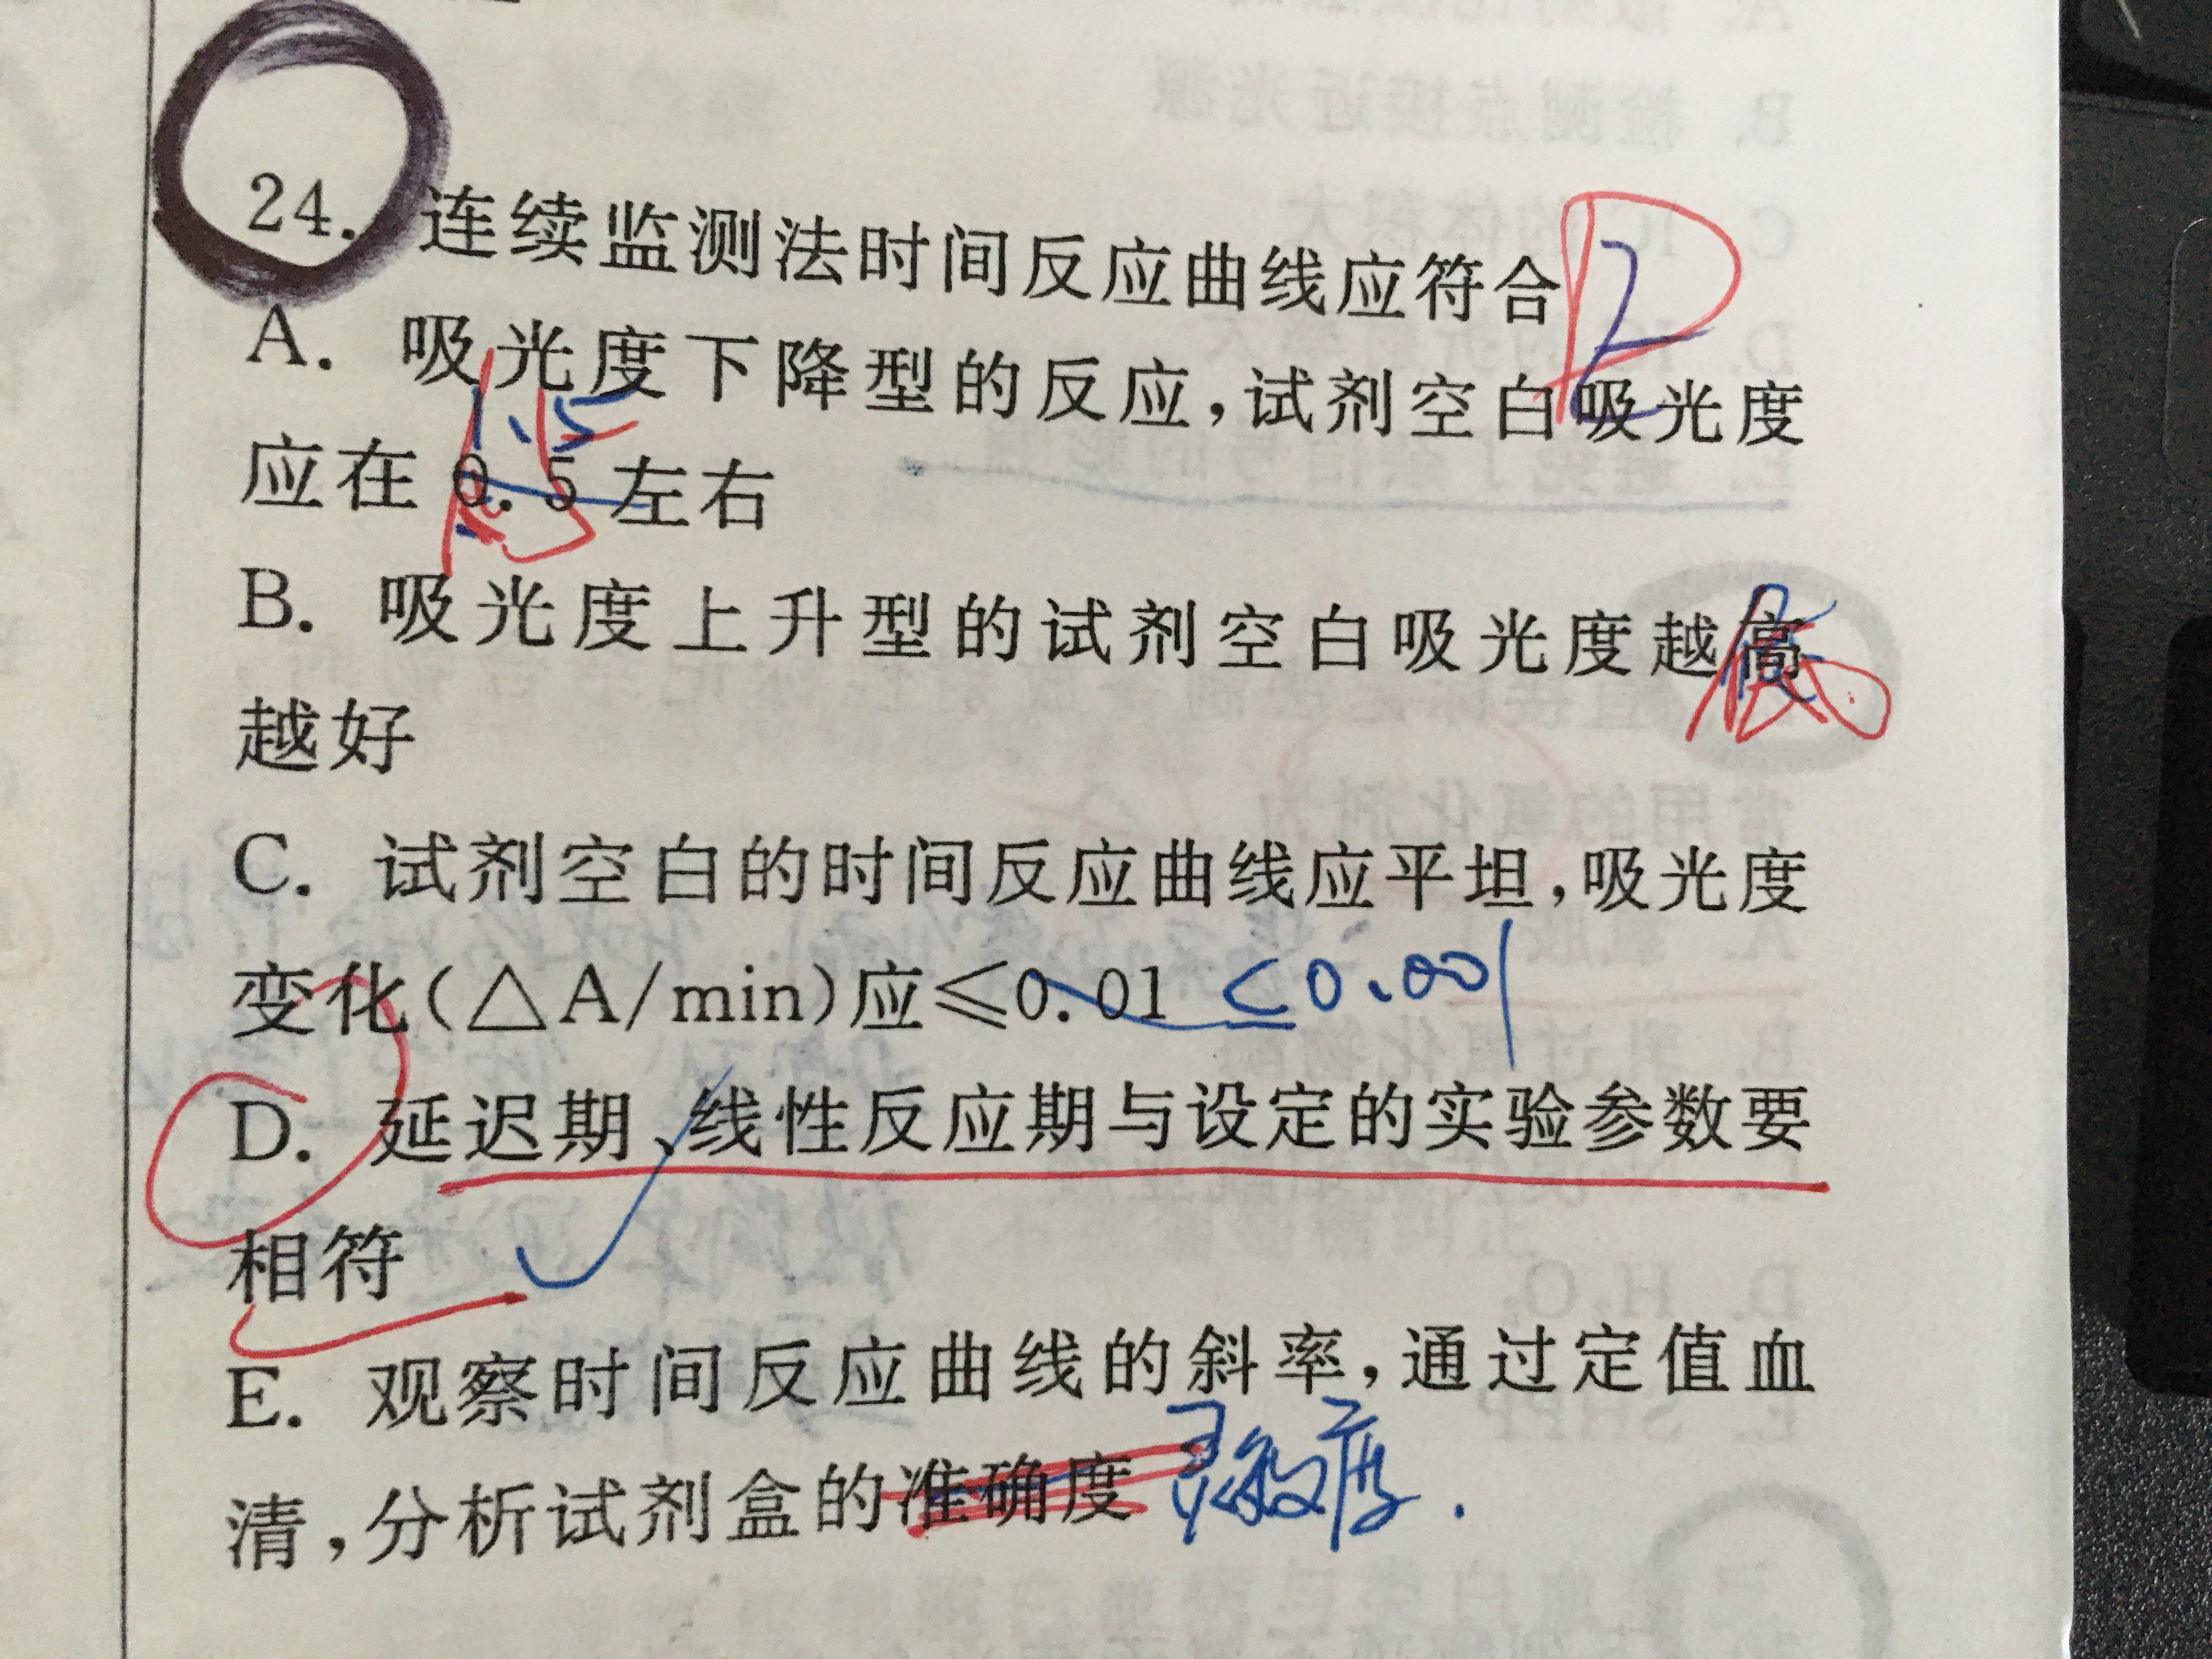 24. 连续监测法时间反应曲线应符合 D
A. 吸光度下降型的反应,试剂空白吸光度
1.5
应在 0.5 左右
B. 吸光度上升型的试剂空白吸光度越高
越好
C. 试剂空白的时间反应曲线应平坦,吸光度
变化(△A/min)应≤0.01 ≤0.001
D. 延迟期、线性反应期与设定的实验参数要
相符
E. 观察时间反应曲线的斜率,通过定值血
清,分析试剂盒的准确度 灵敏度.